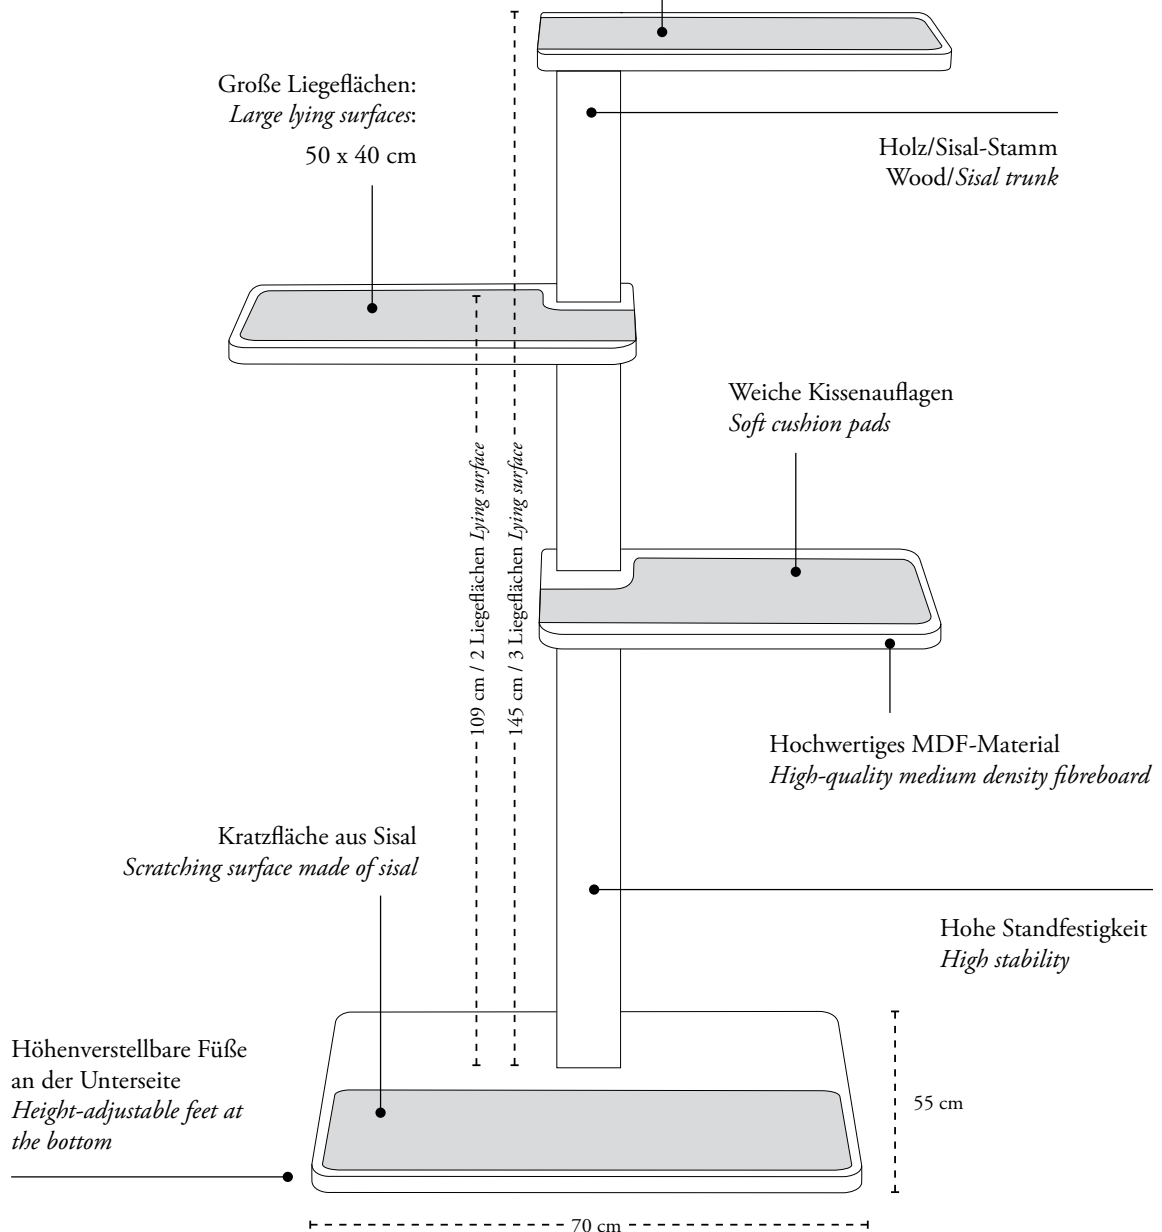 Große Liegeflächen:
Large lying surfaces:
50 x 40 cm
Holz/Sisal-Stamm
Wood/Sisal trunk
Weiche Kissenauflagen
Soft cushion pads
109 cm / 2 Liegeflächen Lying surface
145 cm / 3 Liegeflächen Lying surface
Hochwertiges MDF-Material
High-quality medium density fibreboard
Kratzfläche aus Sisal
Scratching surface made of sisal
Hohe Standfestigkeit
High stability
Höhenverstellbare Füße
an der Unterseite
Height-adjustable feet at
the bottom
55 cm
70 cm